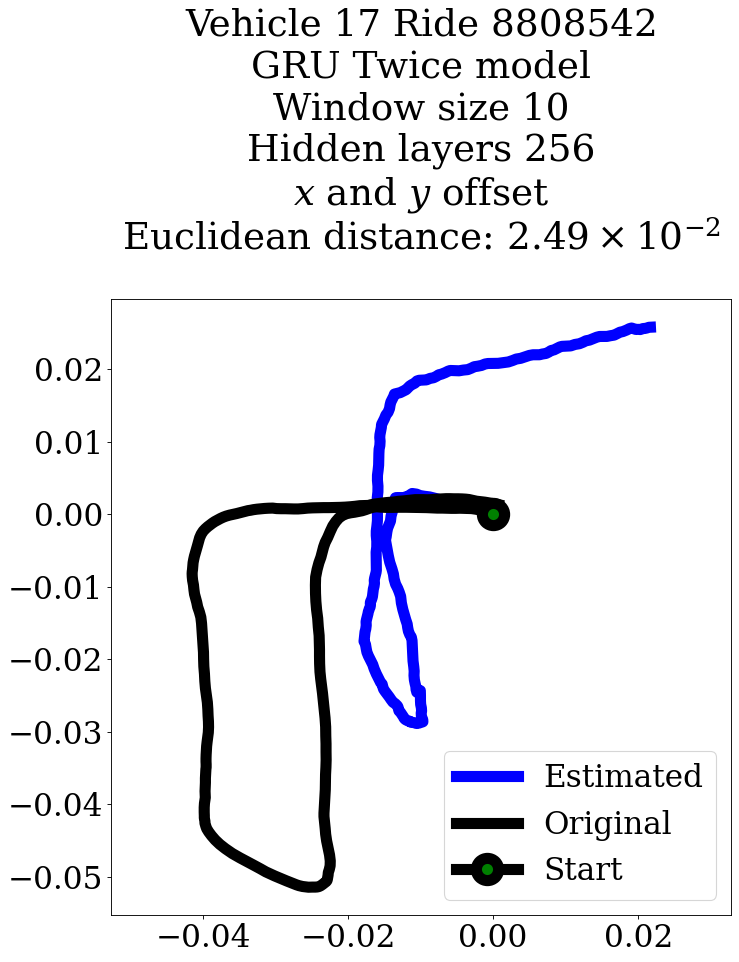 Vehicle 17 Ride 8808542
GRU Twice model
Window size 10
Hidden layers 256
x and y offset
Euclidean distance: 2.49 × 10⁻²
0.02
0.01
0.00
−0.01
−0.02
−0.03
−0.04
−0.05
Estimated
Original
Start
−0.04 −0.02 0.00 0.02